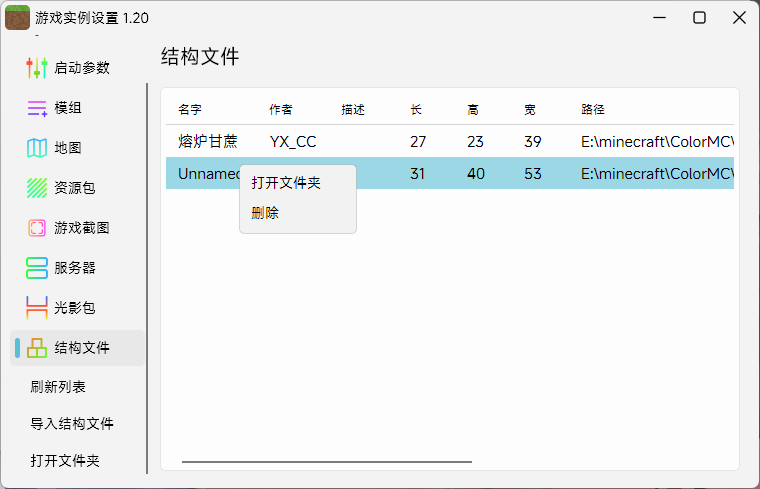 游戏实例设置 1.20
启动参数
模组
地图
资源包
游戏截图
服务器
光影包
结构文件
刷新列表
导入结构文件
打开文件夹
结构文件
名字 作者 描述 长 高 宽 路径
熔炉甘蔗 YX_CC 27 23 39 E:\minecraft\ColorMC\
Unnamed 31 40 53 E:\minecraft\ColorMC\
打开文件夹
删除